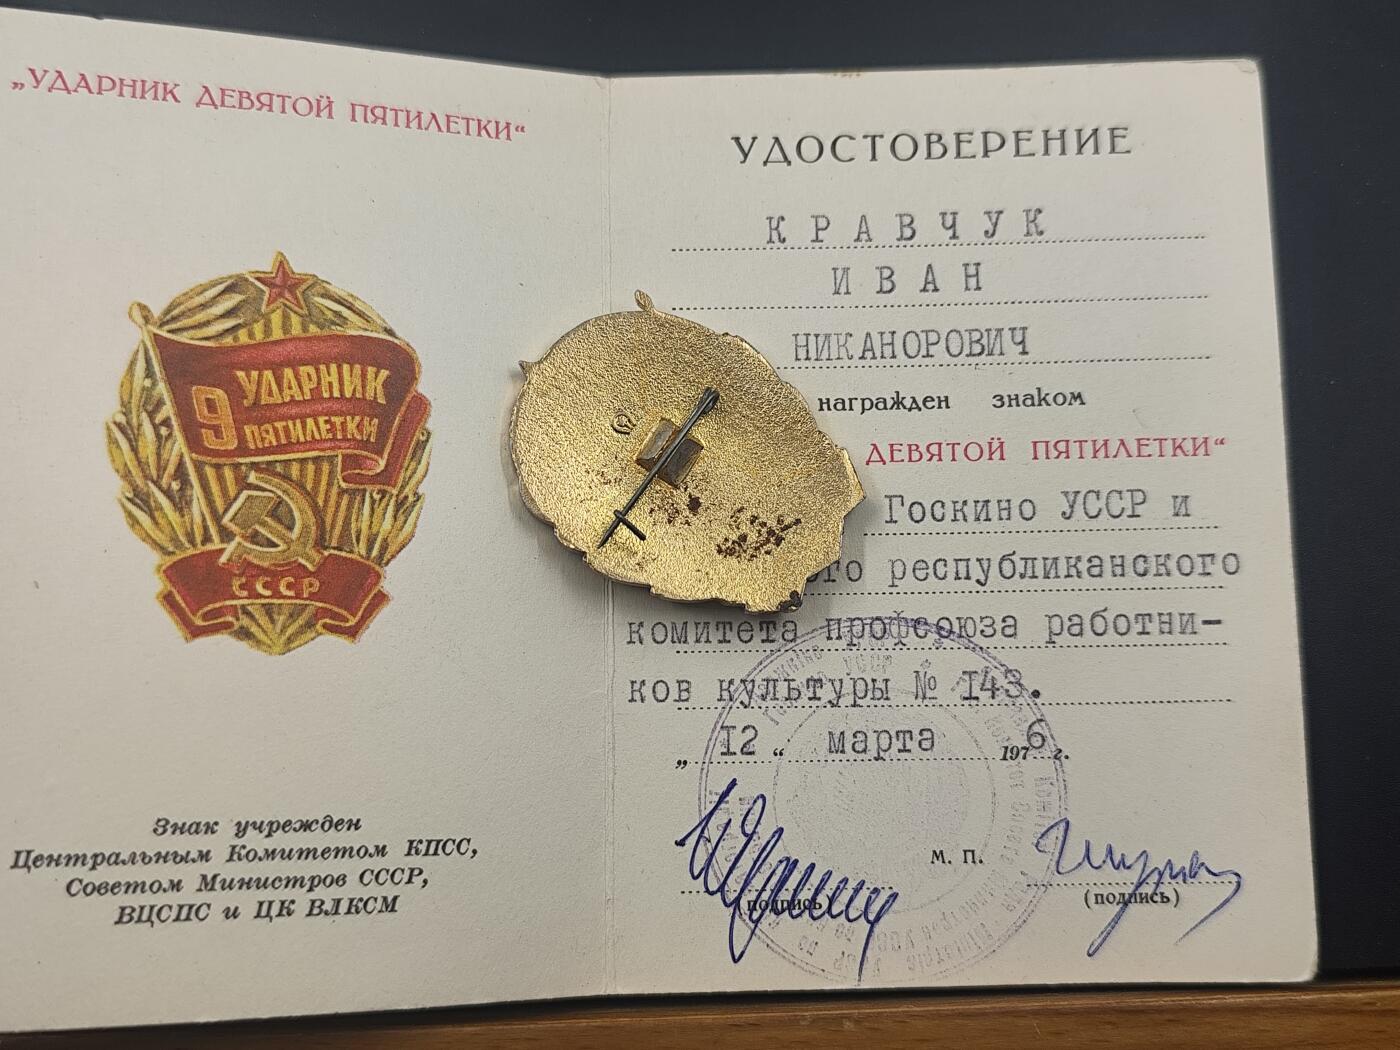 „УДАРНИК ДЕВЯТОЙ ПЯТИЛЕТКИ“
9 УДАРНИК
ПЯТИЛЕТКИ
СССР
Знак учрежден
Центральным Комитетом КПСС,
Советом Министров СССР,
ВЦСПС и ЦК ВЛКСМ
УДОСТОВЕРЕНИЕ
КРАВЧУК
ИВАН
НИКАНОРОВИЧ
награжден знаком
ДЕВЯТОЙ ПЯТИЛЕТКИ“
Госкино УССР и
го республиканского
комитета профсоюза работни-
ков культуры № 143.
„12“ марта 1976 г.
М. П.
(подпись) (подпись)